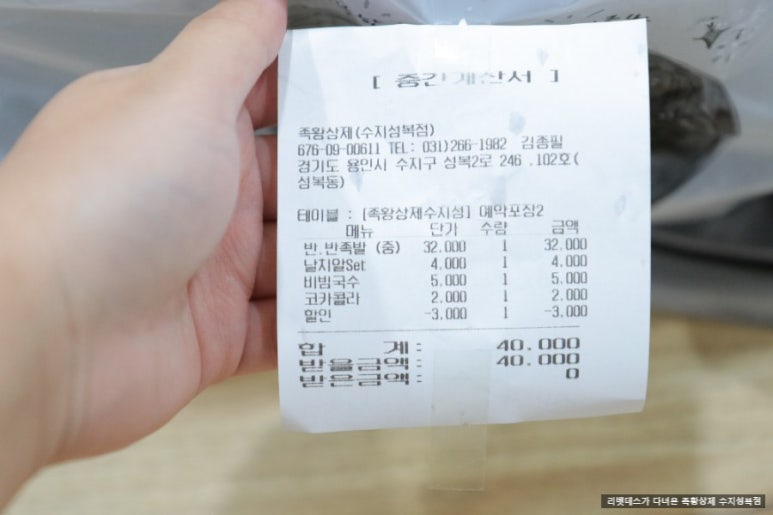 [ 중간계산서 ]
족왕상제(수지성복점)
676-09-00611 TEL: 031)266-1982 김종필
경기도 용인시 수지구 성복2로 246 .102호(
성복동)
테이블 : [족왕상제수지성] 예약포장2
메뉴 단가 수량 금액
반.반족발 (중) 32.000 1 32.000
날치알Set 4.000 1 4.000
비빔국수 5.000 1 5.000
코카콜라 2.000 1 2.000
할인 -3.000 1 -3.000
합 계: 40.000
받을금액: 40.000
받은금액: 0
리뱃데스가 다녀온 족황상제 수지성복점